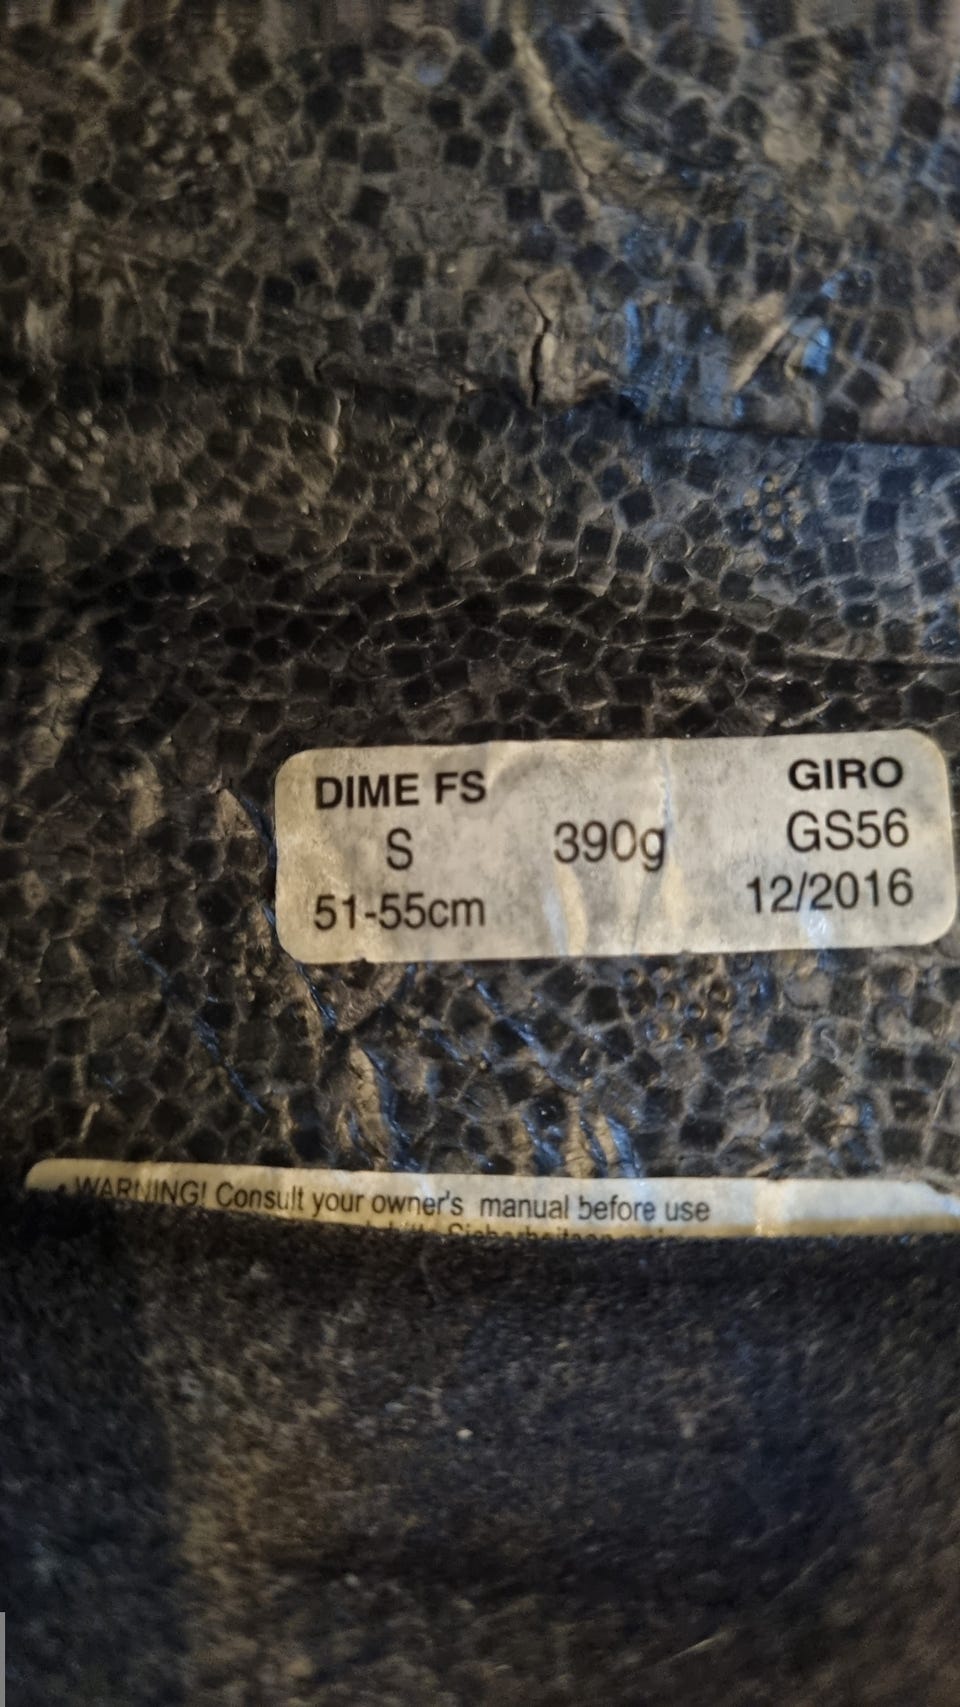 DIME FS
S
51-55cm
390g
GIRO
GS56
12/2016
WARNING! Consult your owner's manual before use